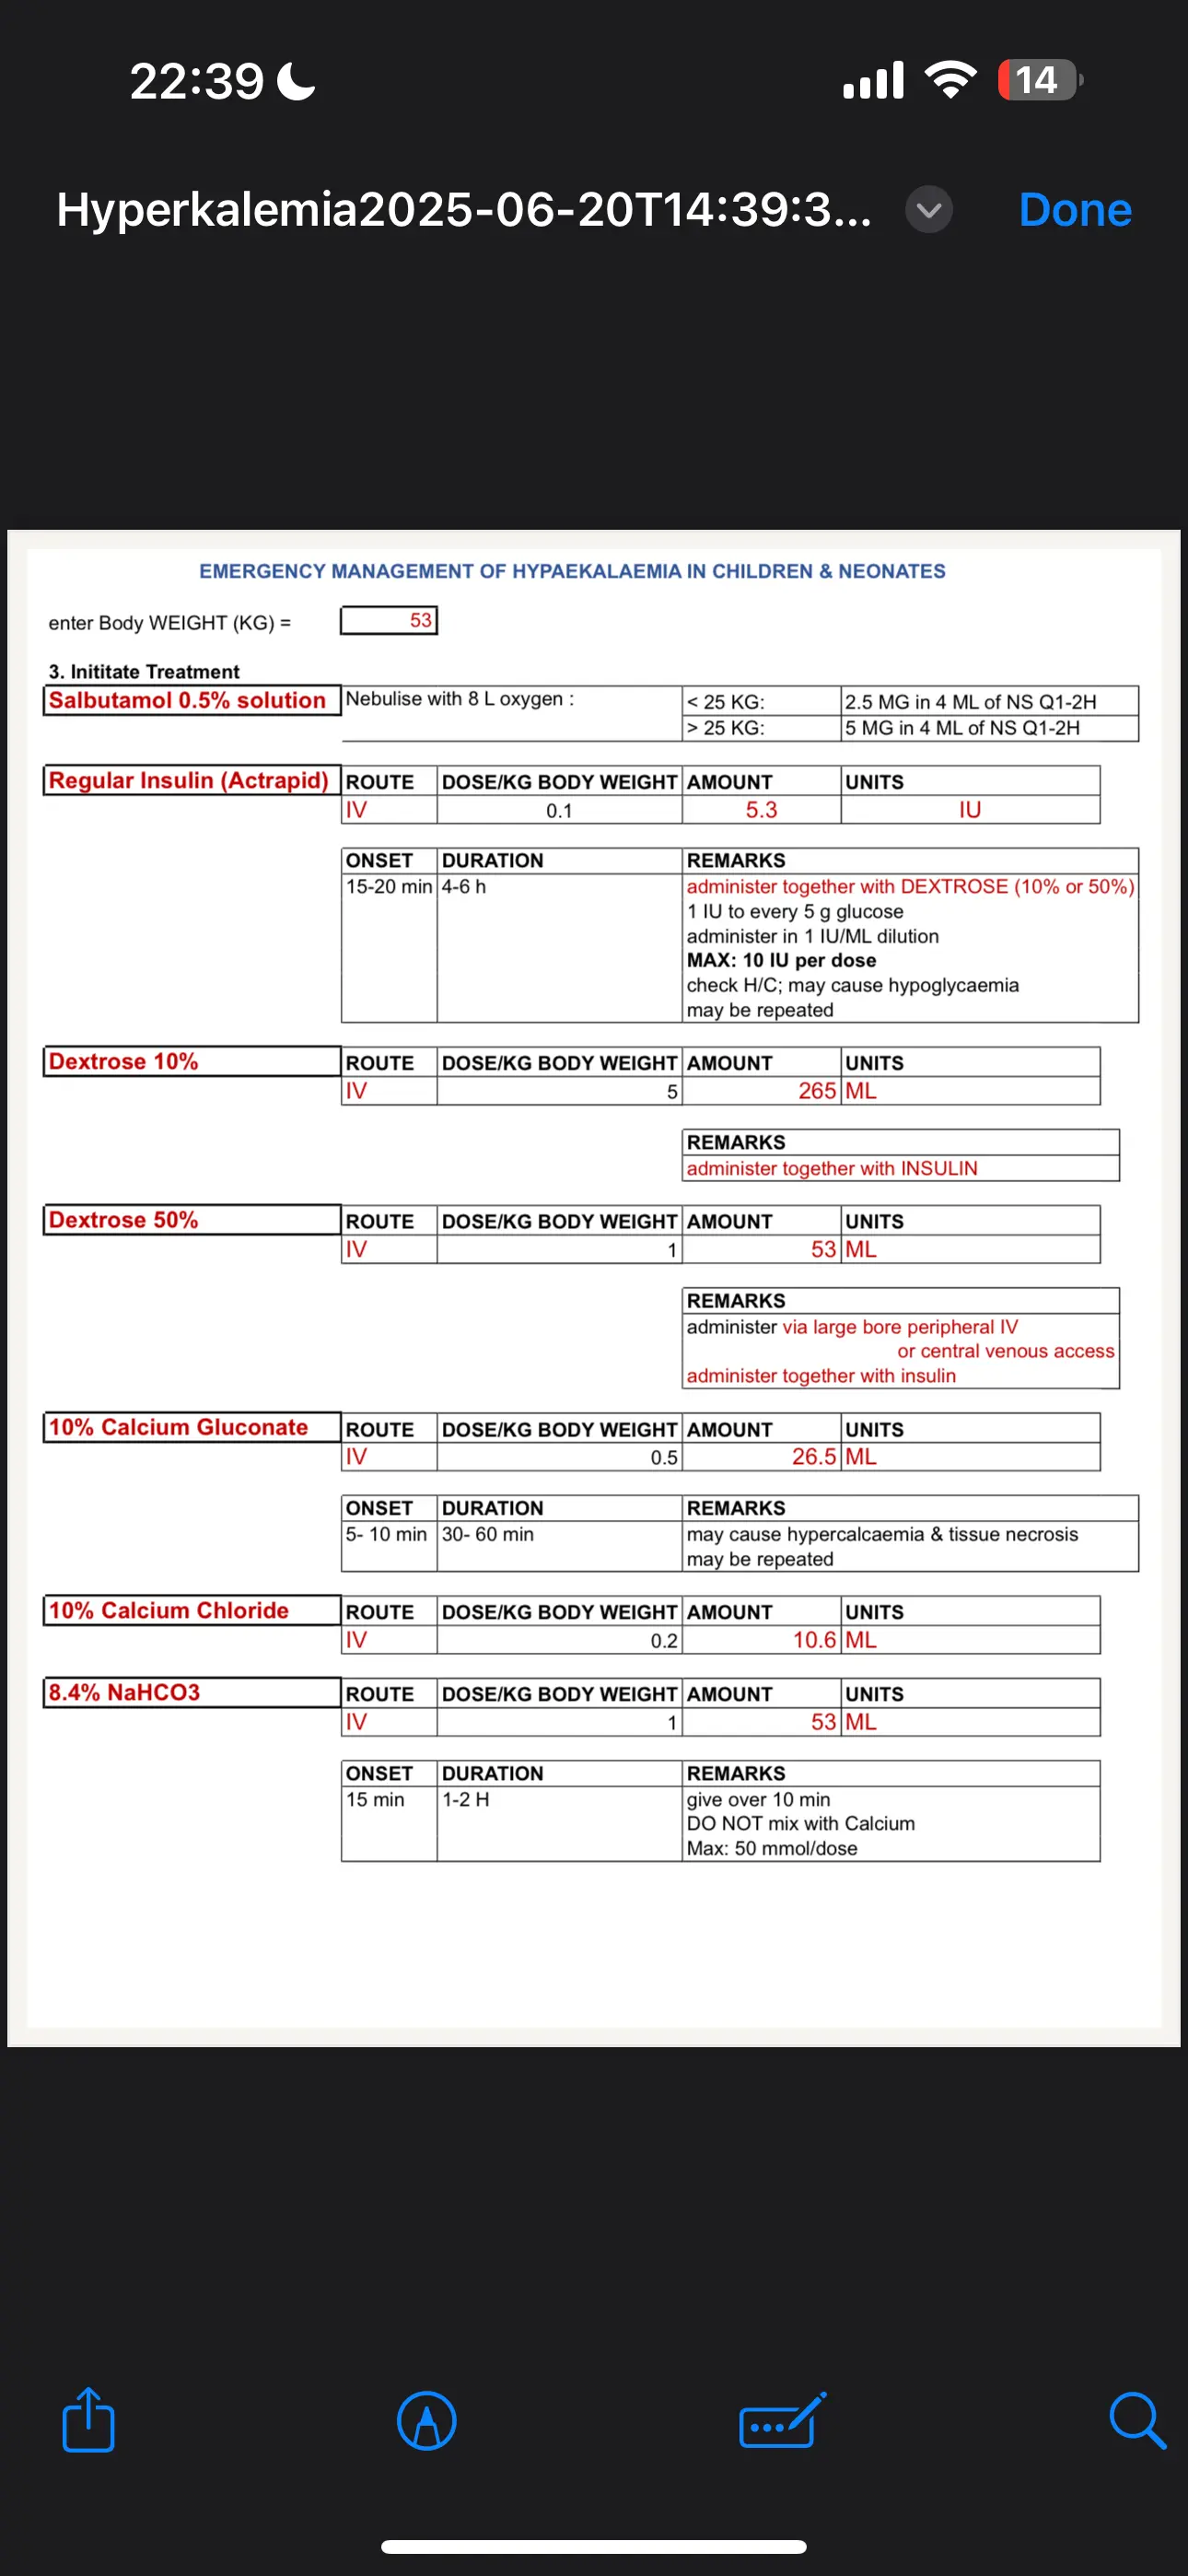 22:39
14
Hyperkalemia2025-06-20T14:39:3...
Done
EMERGENCY MANAGEMENT OF HYPAEKALAEMIA IN CHILDREN & NEONATES
enter Body WEIGHT (KG) = 53
3. Inititate Treatment
Salbutamol 0.5% solution Nebulise with 8 L oxygen : < 25 KG: 2.5 MG in 4 ML of NS Q1-2H
> 25 KG: 5 MG in 4 ML of NS Q1-2H
Regular Insulin (Actrapid) ROUTE DOSE/KG BODY WEIGHT AMOUNT UNITS
IV 0.1 5.3 IU
ONSET DURATION REMARKS
15-20 min 4-6 h administer together with DEXTROSE (10% or 50%)
1 IU to every 5 g glucose
administer in 1 IU/ML dilution
MAX: 10 IU per dose
check H/C; may cause hypoglycaemia
may be repeated
Dextrose 10% ROUTE DOSE/KG BODY WEIGHT AMOUNT UNITS
IV 5 265 ML
REMARKS
administer together with INSULIN
Dextrose 50% ROUTE DOSE/KG BODY WEIGHT AMOUNT UNITS
IV 1 53 ML
REMARKS
administer via large bore peripheral IV
or central venous access
administer together with insulin
10% Calcium Gluconate ROUTE DOSE/KG BODY WEIGHT AMOUNT UNITS
IV 0.5 26.5 ML
ONSET DURATION REMARKS
5- 10 min 30- 60 min may cause hypercalcaemia & tissue necrosis
may be repeated
10% Calcium Chloride ROUTE DOSE/KG BODY WEIGHT AMOUNT UNITS
IV 0.2 10.6 ML
8.4% NaHCO3 ROUTE DOSE/KG BODY WEIGHT AMOUNT UNITS
IV 1 53 ML
ONSET DURATION REMARKS
15 min 1-2 H give over 10 min
DO NOT mix with Calcium
Max: 50 mmol/dose